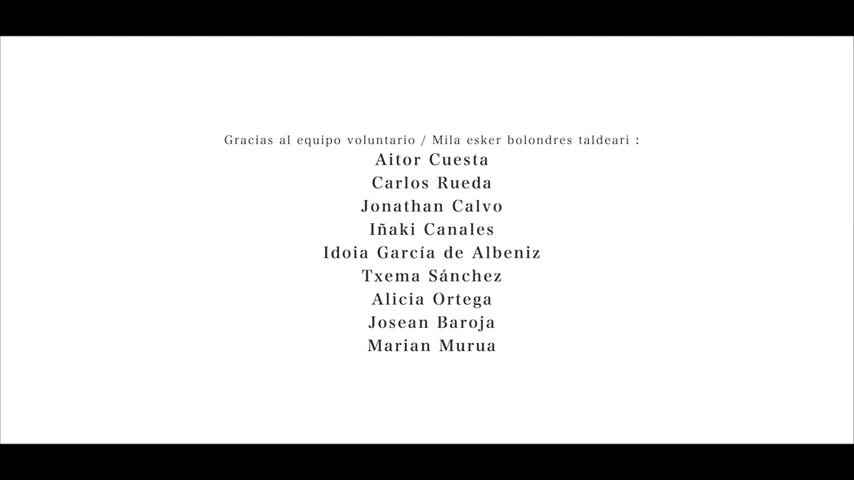 Gracias al equipo voluntario / Mila esker bolondres taldeari :
Aitor Cuesta
Carlos Rueda
Jonathan Calvo
Iñaki Canales
Idoia García de Albeniz
Txema Sánchez
Alicia Ortega
Josean Baroja
Marian Murua